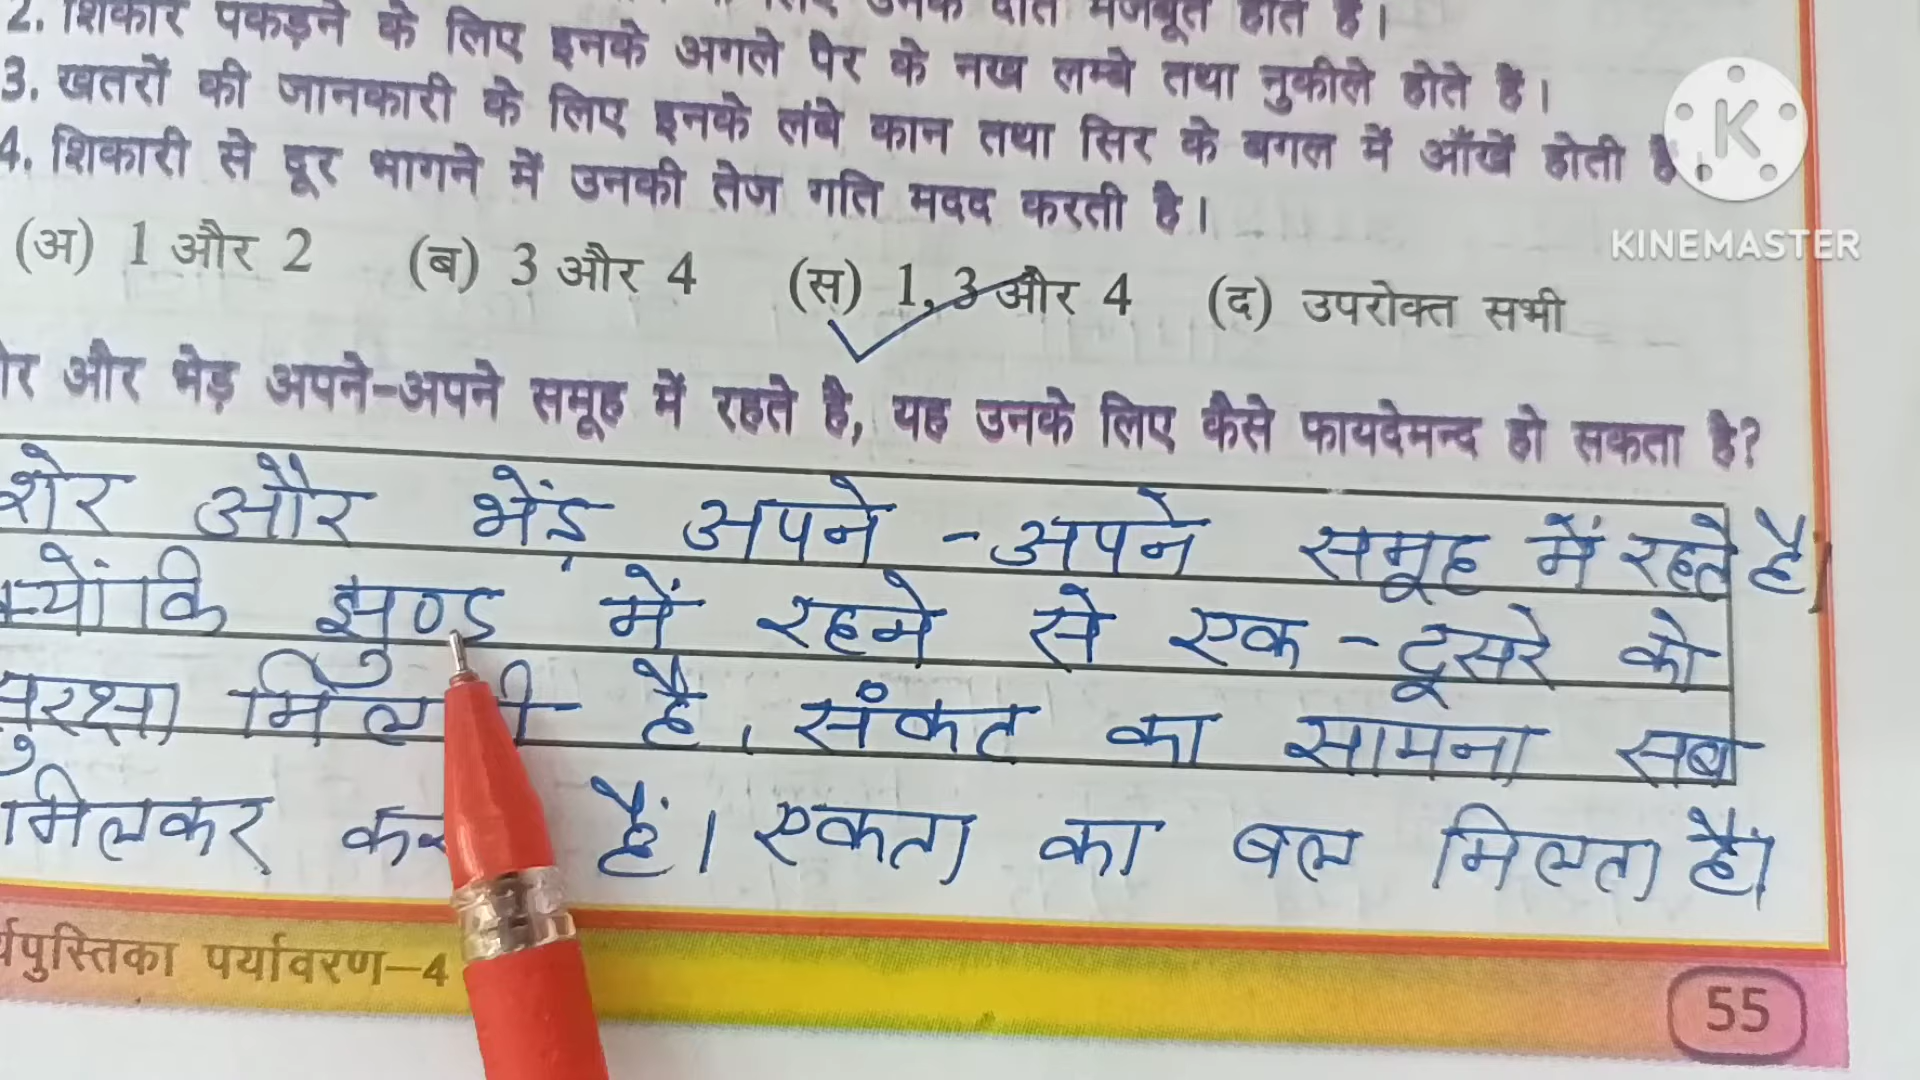 लिए उनके दांत मजबूत होते हैं।
2. शिकार पकड़ने के लिए इनके अगले पैर के नख लम्बे तथा नुकीले होते हैं।
3. खतरों की जानकारी के लिए इनके लंबे कान तथा सिर के बगल में आँखें होती
4. शिकारी से दूर भागने में उनकी तेज गति मदद करती है।
KINEMASTER
(अ) 1 और 2 (ब) 3 और 4 (स) 1, 3 और 4 (द) उपरोक्त सभी
और भेड़ अपने-अपने समूह में रहते है, यह उनके लिए कैसे फायदेमन्द हो सकता है?
शेर और भेंड़ अपने - अपने समूह में रहते है।
क्योंकि झुण्ड में रहने से एक - दूसरे को
सुरक्षा है, संकट का सामना सब
मिलकर हैं। एकता का बल मिलता है।
पर्यावरण-4
55